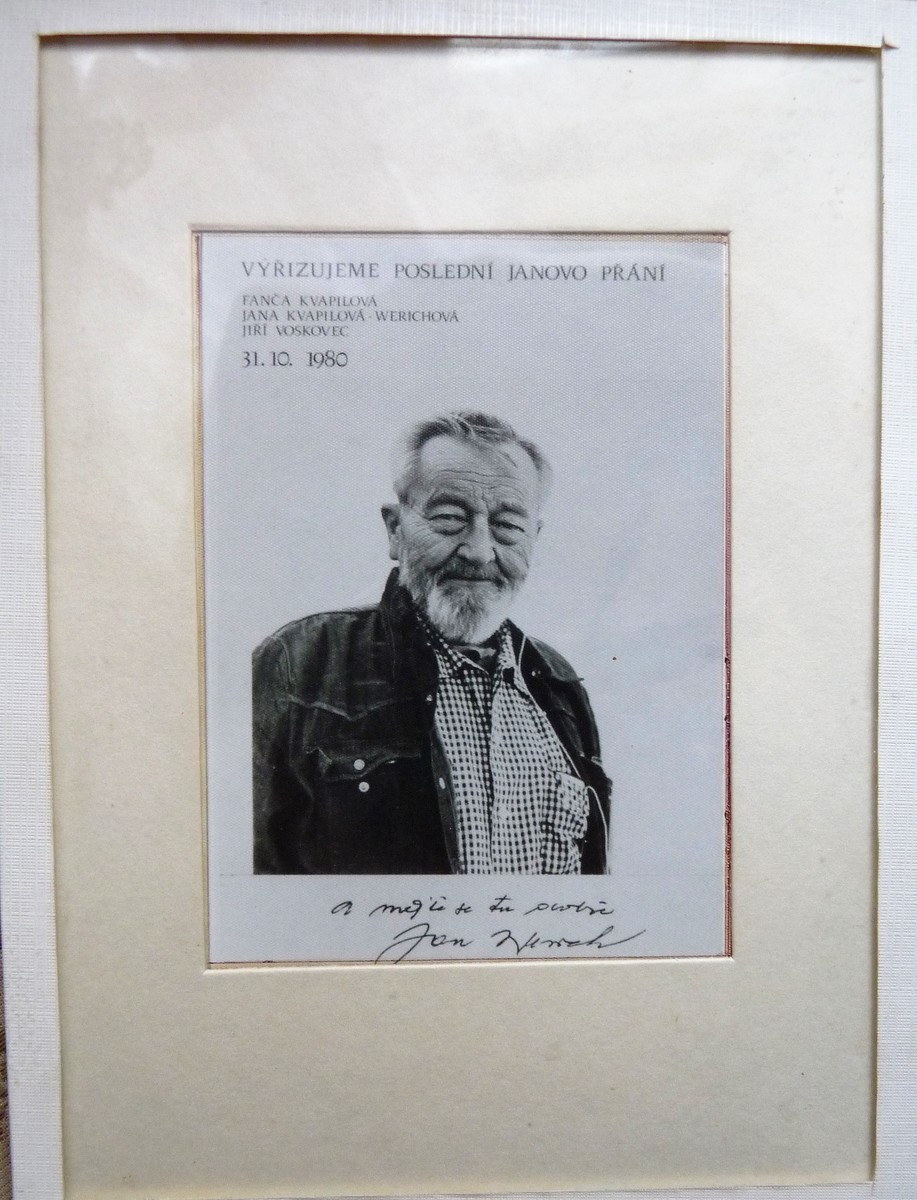 VYŘIZUJEME POSLEDNÍ JANOVO PŘÁNÍ
FANČA KVAPILOVÁ
JANA KVAPILOVÁ-WERICHOVÁ
JIŘÍ VOSKOVEC
31. 10. 1980
a mějte se tu dobře
Jan Werich